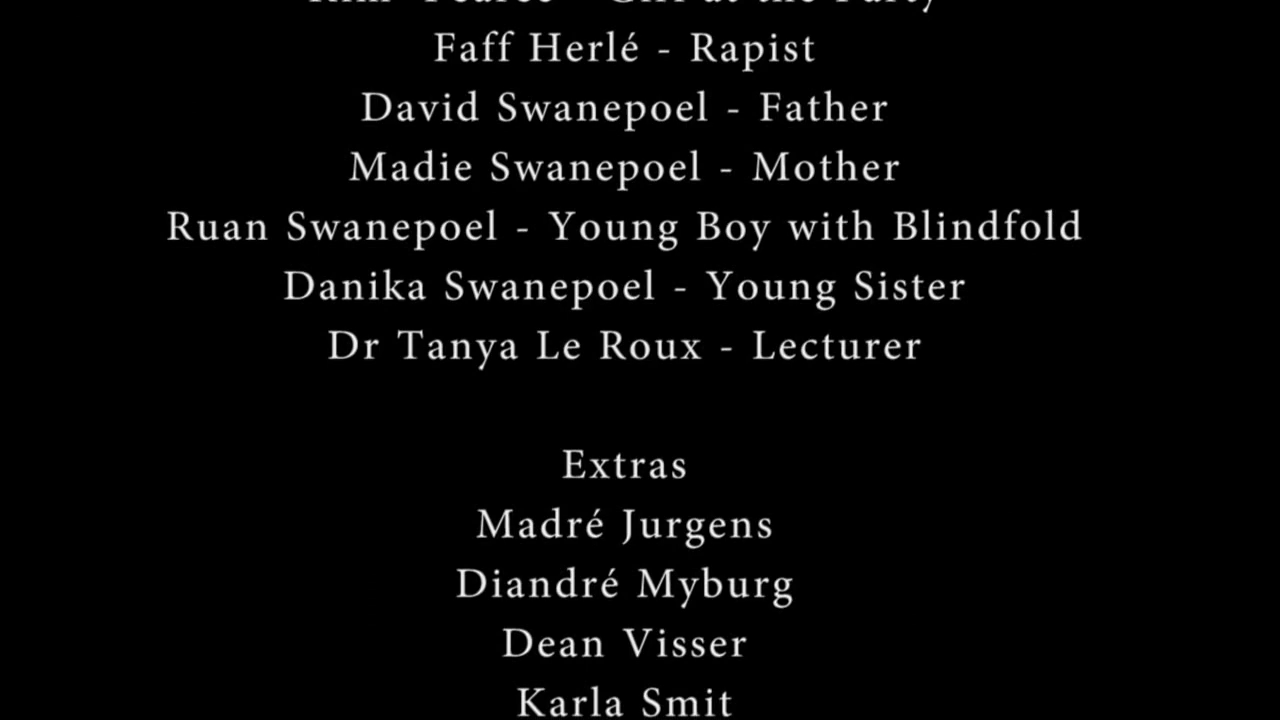 Faff Herlé - Rapist
David Swanepoel - Father
Madie Swanepoel - Mother
Ruan Swanepoel - Young Boy with Blindfold
Danika Swanepoel - Young Sister
Dr Tanya Le Roux - Lecturer
Extras
Madré Jurgens
Diandré Myburg
Dean Visser
Karla Smit